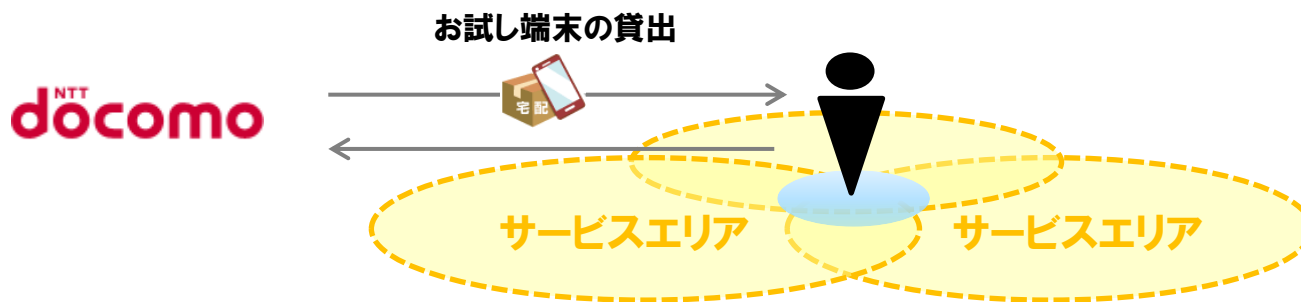 お試し端末の貸出
NTT
docomo
宅配
サービスエリア
サービスエリア